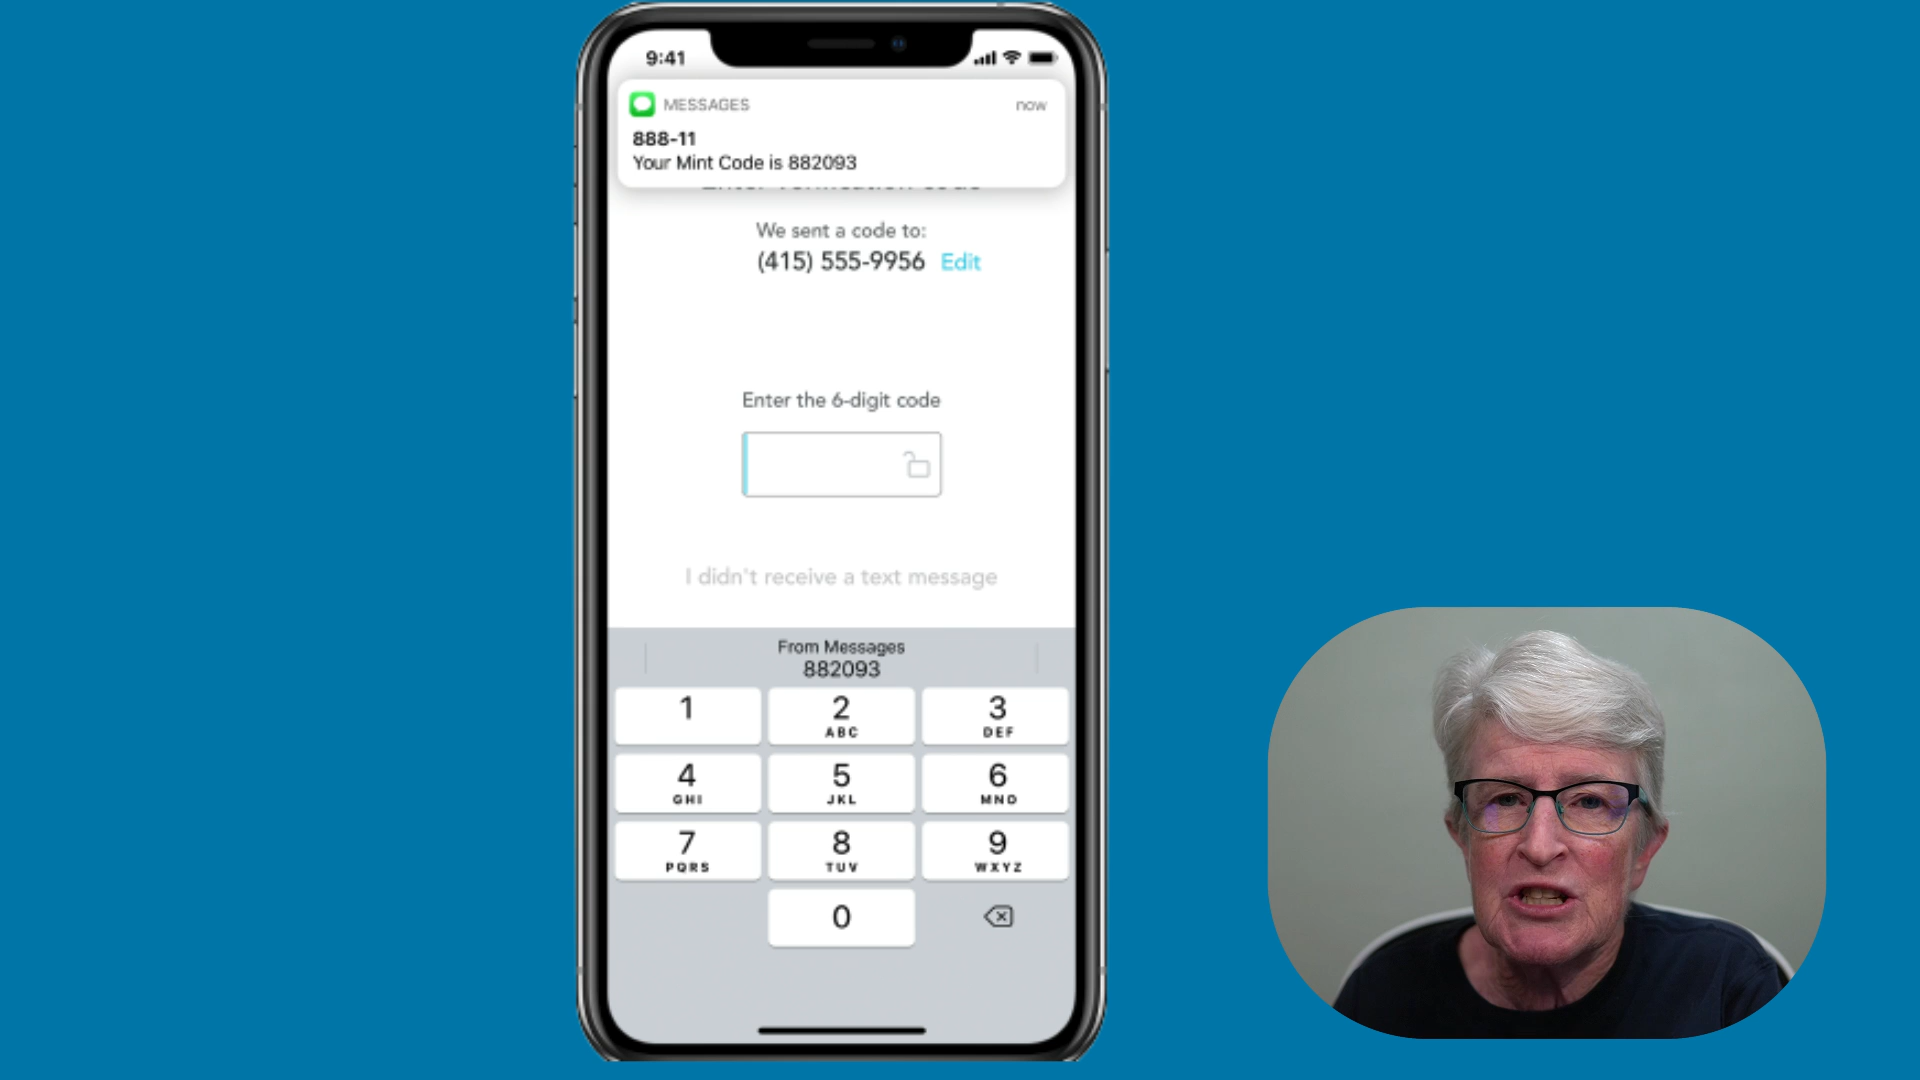 9:41
MESSAGES
now
888-11
Your Mint Code is 882093
We sent a code to:
(415) 555-9956 Edit
Enter the 6-digit code
I didn't receive a text message
From Messages
882093
1
2
3
ABC
DEF
4
5
6
GHI
JKL
MNO
7
8
9
PQRS
TUV
WXYZ
0